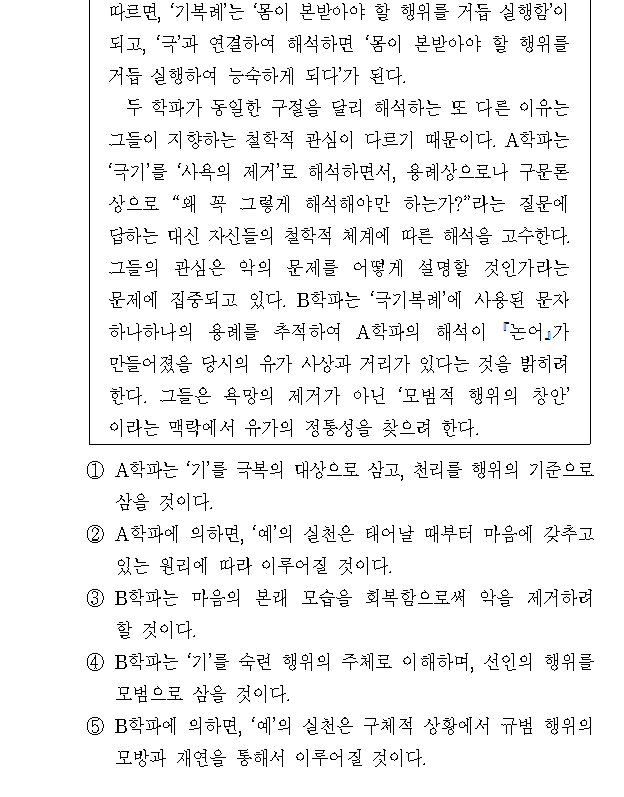 따르면, ‘기복례’는 ‘몸이 본받아야 할 행위를 거듭 실행함’이
되고, ‘극’과 연결하여 해석하면 ‘몸이 본받아야 할 행위를
거듭 실행하여 능숙하게 되다’가 된다.
두 학파가 동일한 구절을 달리 해석하는 또 다른 이유는
그들이 지향하는 철학적 관심이 다르기 때문이다. A학파는
‘극기’를 ‘사욕의 제거’로 해석하면서, 용례상으로나 구문론
상으로 “왜 꼭 그렇게 해석해야만 하는가?”라는 질문에
답하는 대신 자신들의 철학적 체계에 따른 해석을 고수한다.
그들의 관심은 악의 문제를 어떻게 설명할 것인가라는
문제에 집중되고 있다. B학파는 ‘극기복례’에 사용된 문자
하나하나의 용례를 추적하여 A학파의 해석이 『논어』가
만들어졌을 당시의 유가 사상과 거리가 있다는 것을 밝히려
한다. 그들은 욕망의 제거가 아닌 ‘모범적 행위의 창안’
이라는 맥락에서 유가의 정통성을 찾으려 한다.
① A학파는 ‘기’를 극복의 대상으로 삼고, 천리를 행위의 기준으로
삼을 것이다.
② A학파에 의하면, ‘예’의 실천은 태어날 때부터 마음에 갖추고
있는 원리에 따라 이루어질 것이다.
③ B학파는 마음의 본래 모습을 회복함으로써 악을 제거하려
할 것이다.
④ B학파는 ‘기’를 숙련 행위의 주체로 이해하며, 선인의 행위를
모범으로 삼을 것이다.
⑤ B학파에 의하면, ‘예’의 실천은 구체적 상황에서 규범 행위의
모방과 재연을 통해서 이루어질 것이다.